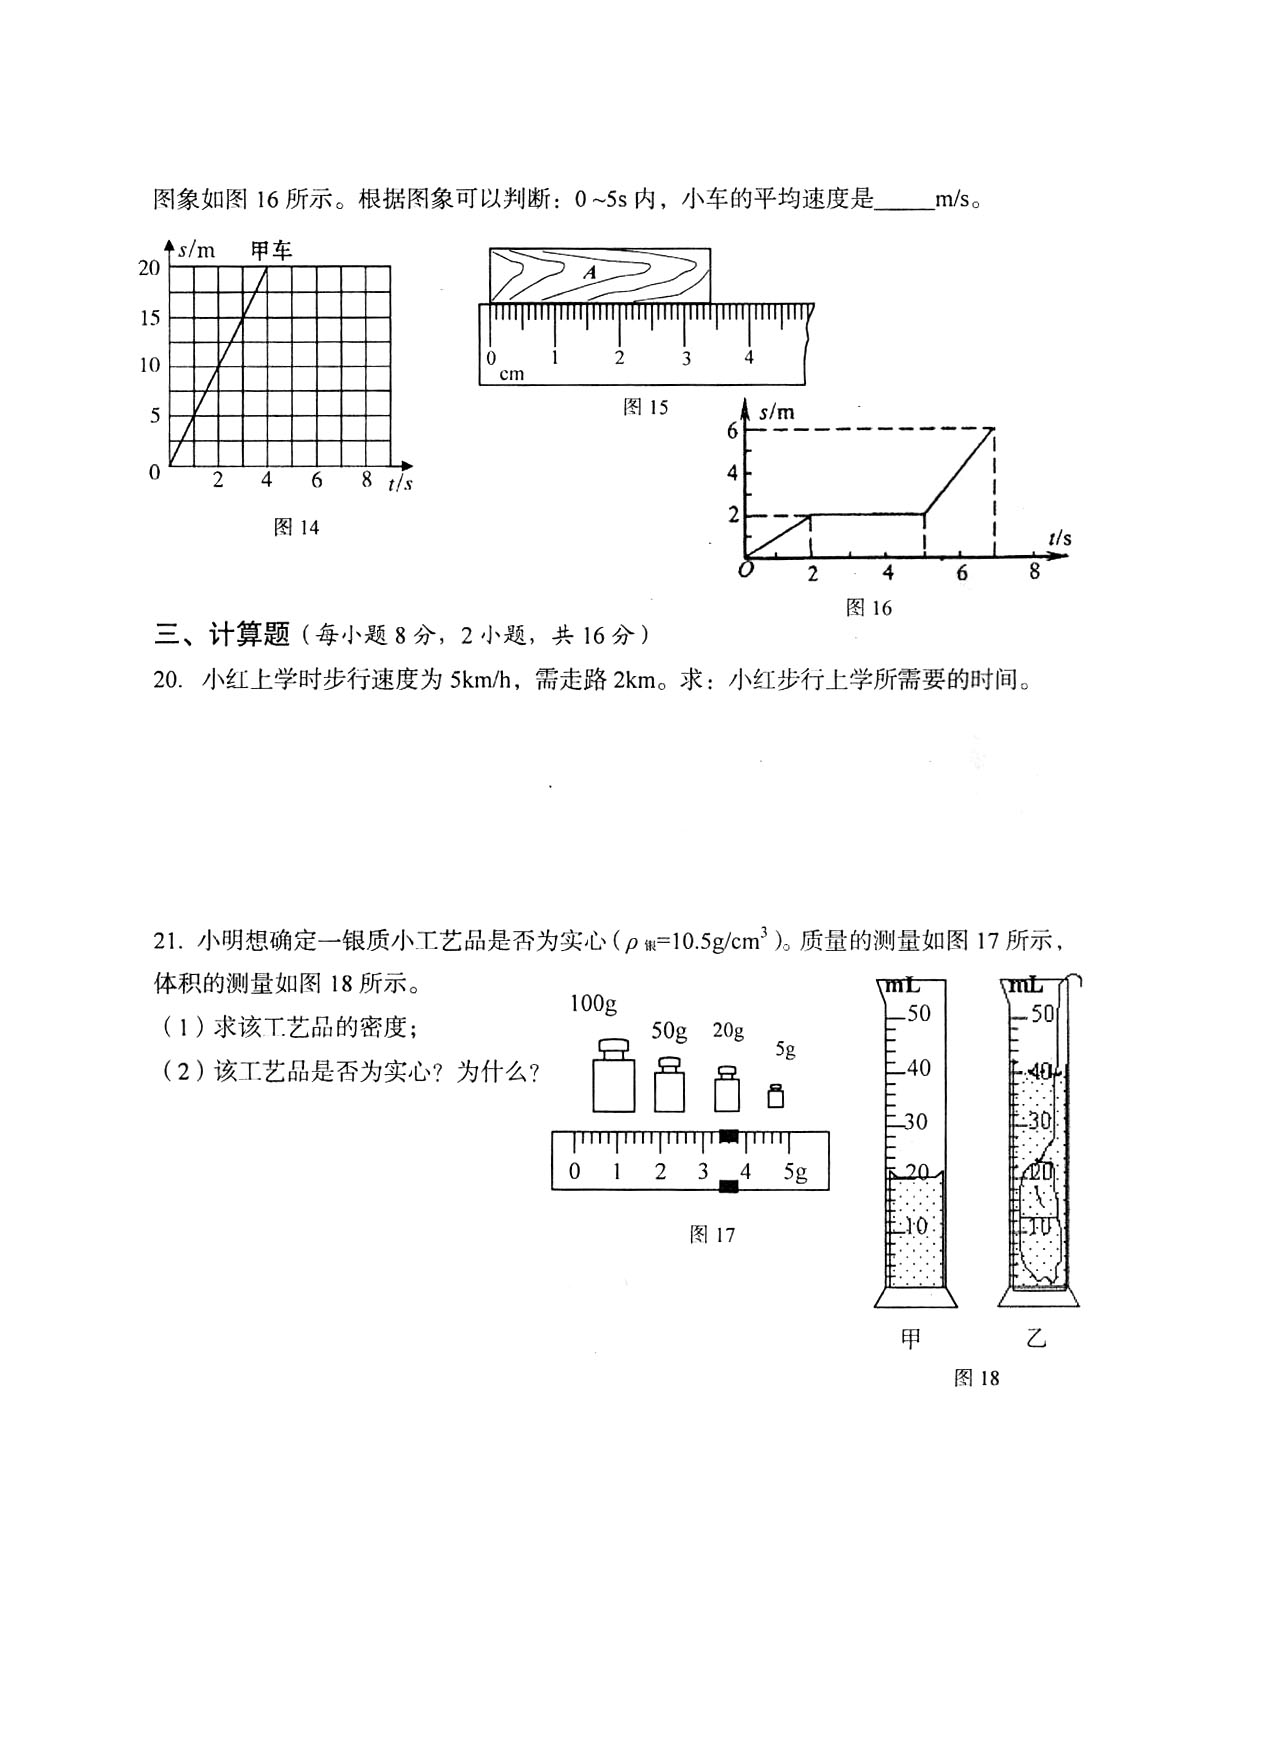 图象如图 16 所示。根据图象可以判断：0 ~5s 内，小车的平均速度是_____m/s。
s/m 甲车
20
15
10
5
0
2 4 6 8 t/s
图 14
A
0 1 2 3 4
cm
图 15
s/m
6
4
2
O 2 4 6 8 t/s
图 16
三、计算题（每小题 8 分，2 小题，共 16 分）
20. 小红上学时步行速度为 5km/h，需走路 2km。求：小红步行上学所需要的时间。
21. 小明想确定一银质小工艺品是否为实心（ρ银=10.5g/cm³）。质量的测量如图 17 所示，
体积的测量如图 18 所示。
（1）求该工艺品的密度；
（2）该工艺品是否为实心？为什么？
100g 50g 20g 5g
0 1 2 3 4 5g
图 17
mL
50
40
30
20
10
甲
mL
50
40
30
20
10
乙
图 18